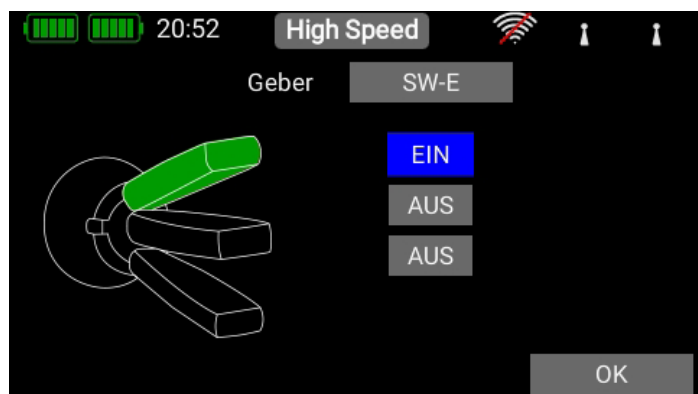 20:52 High Speed
Geber SW-E
EIN
AUS
AUS
OK